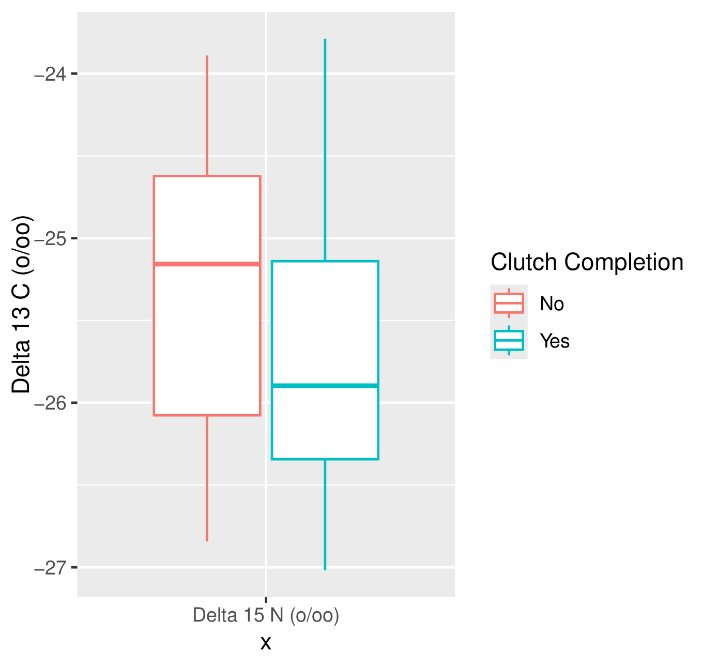 Delta 13 C (o/oo)
−24
−25
−26
−27
Delta 15 N (o/oo)
x
Clutch Completion
No
Yes